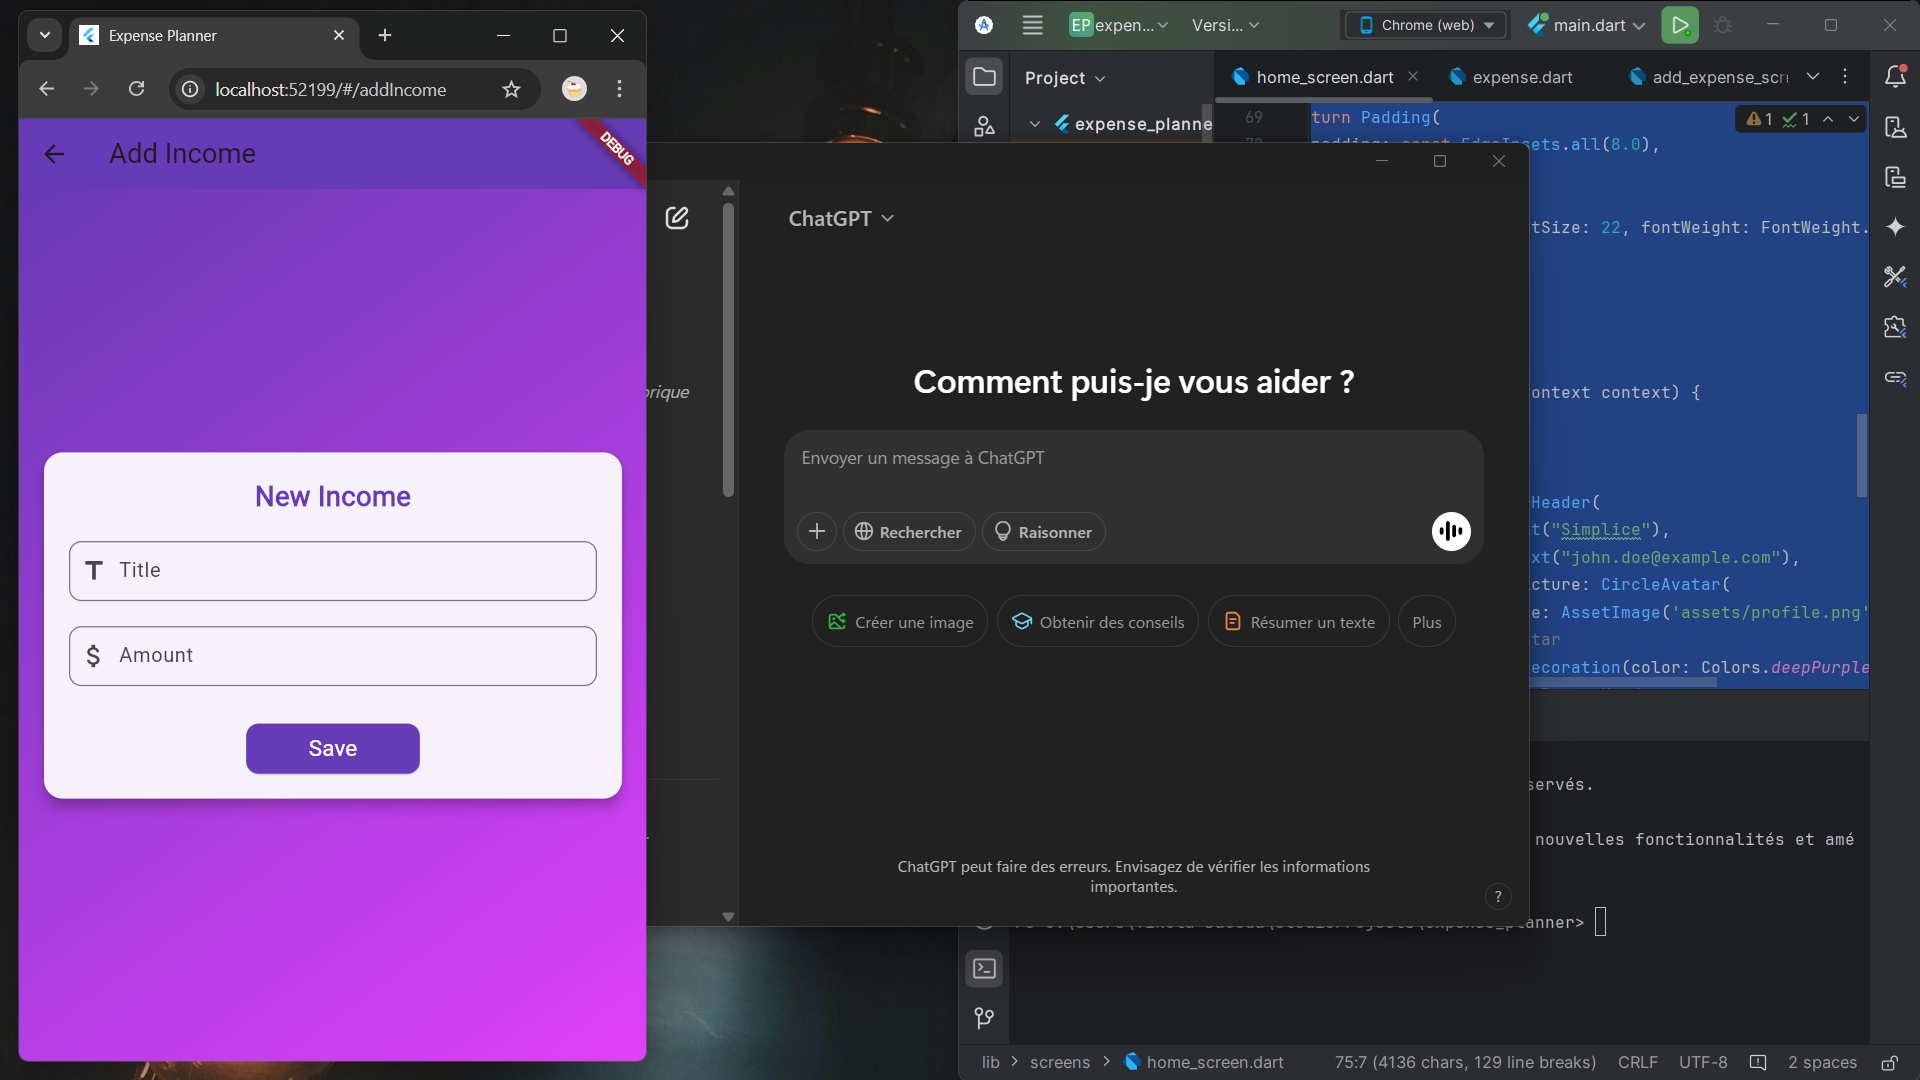 Expense Planner
localhost:52199/#/addIncome
Add Income
DEBUG
New Income
Title
$ Amount
Save
ChatGPT
Comment puis-je vous aider ?
Envoyer un message à ChatGPT
Rechercher
Raisonner
Créer une image
Obtenir des conseils
Résumer un texte
Plus
ChatGPT peut faire des erreurs. Envisagez de vérifier les informations
importantes.
?
EP expen...
Versi...
Chrome (web)
main.dart
Project
home_screen.dart
expense.dart
add_expense_scr
expense_planne
69
turn Padding(
1 1
sets.all(8.0),
tSize: 22, fontWeight: FontWeight.
ontext context) {
Header(
t("Simplice"),
xt("john.doe@example.com"),
cture: CircleAvatar(
e: AssetImage('assets/profile.png'
tar
ecoration(color: Colors.deepPurple
orique
servés.
nouvelles fonctionnalités et amé
anner>
lib > screens > home_screen.dart
75:7 (4136 chars, 129 line breaks)
CRLF
UTF-8
2 spaces